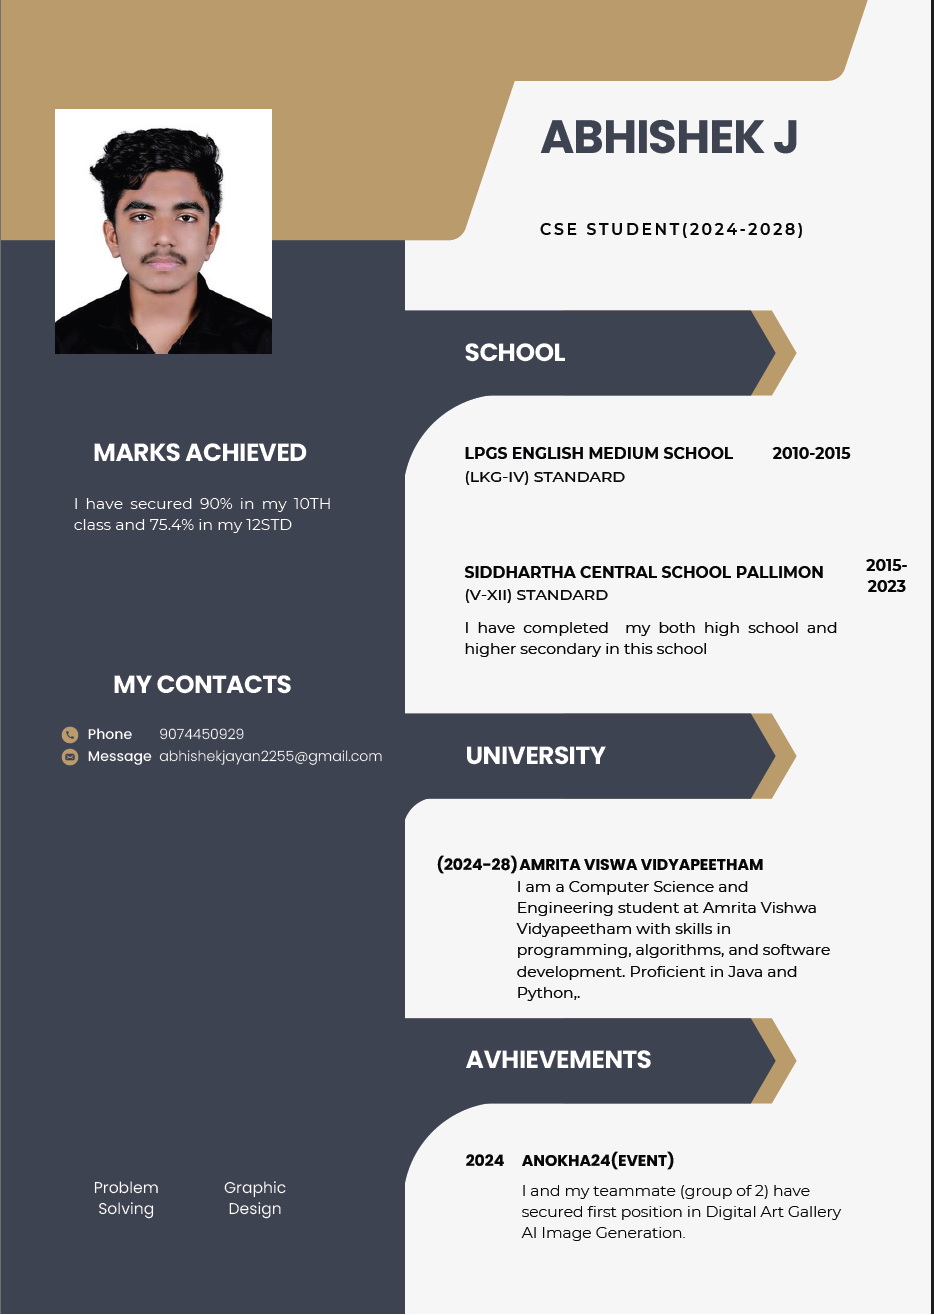 ABHISHEK J
CSE STUDENT(2024-2028)
SCHOOL
LPGS ENGLISH MEDIUM SCHOOL 2010-2015
(LKG-IV) STANDARD
SIDDHARTHA CENTRAL SCHOOL PALLIMON
2015-
2023
(V-XII) STANDARD
I have completed my both high school and
higher secondary in this school
MARKS ACHIEVED
I have secured 90% in my 10TH
class and 75.4% in my 12STD
MY CONTACTS
Phone 9074450929
Message abhishekjayan2255@gmail.com
UNIVERSITY
(2024-28) AMRITA VISWA VIDYAPEETHAM
I am a Computer Science and
Engineering student at Amrita Vishwa
Vidyapeetham with skills in
programming, algorithms, and software
development. Proficient in Java and
Python,.
AVHIEVEMENTS
2024 ANOKHA24(EVENT)
I and my teammate (group of 2) have
secured first position in Digital Art Gallery
AI Image Generation.
Problem
Solving
Graphic
Design